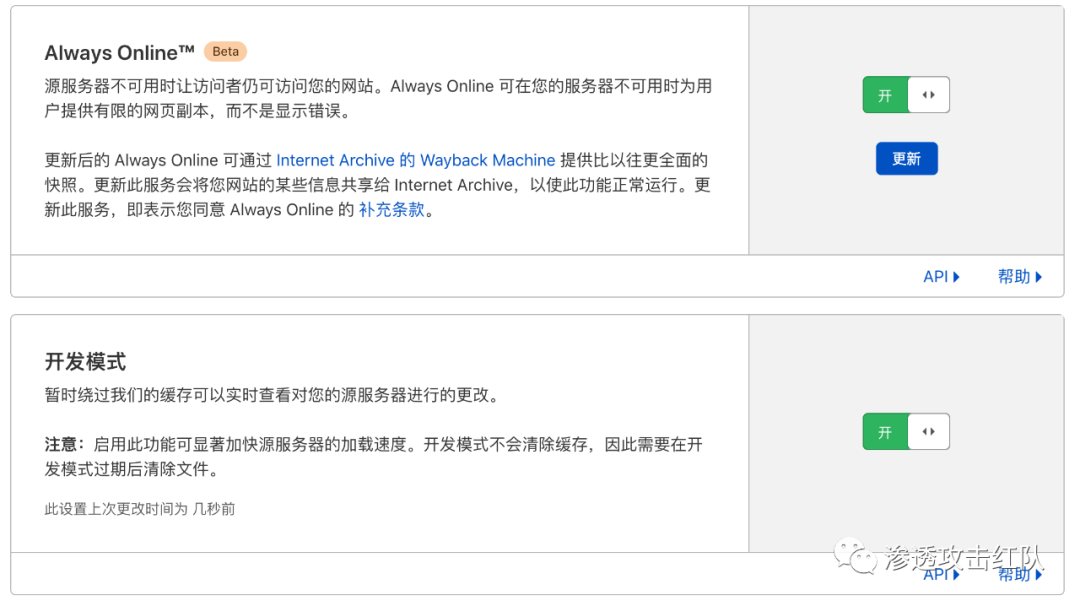 Always Online™ Beta
源服务器不可用时让访问者仍可访问您的网站。Always Online 可在您的服务器不可用时为用
户提供有限的网页副本，而不是显示错误。
更新后的 Always Online 可通过 Internet Archive 的 Wayback Machine 提供比以往更全面的
快照。更新此服务会将您网站的某些信息共享给 Internet Archive，以使此功能正常运行。更
新此服务，即表示您同意 Always Online 的 补充条款。
开
更新
API
帮助
开发模式
暂时绕过我们的缓存可以实时查看对您的源服务器进行的更改。
注意：启用此功能可显著加快源服务器的加载速度。开发模式不会清除缓存，因此需要在开
发模式过期后清除文件。
此设置上次更改时间为 几秒前
开
渗透攻击红队
API
帮助